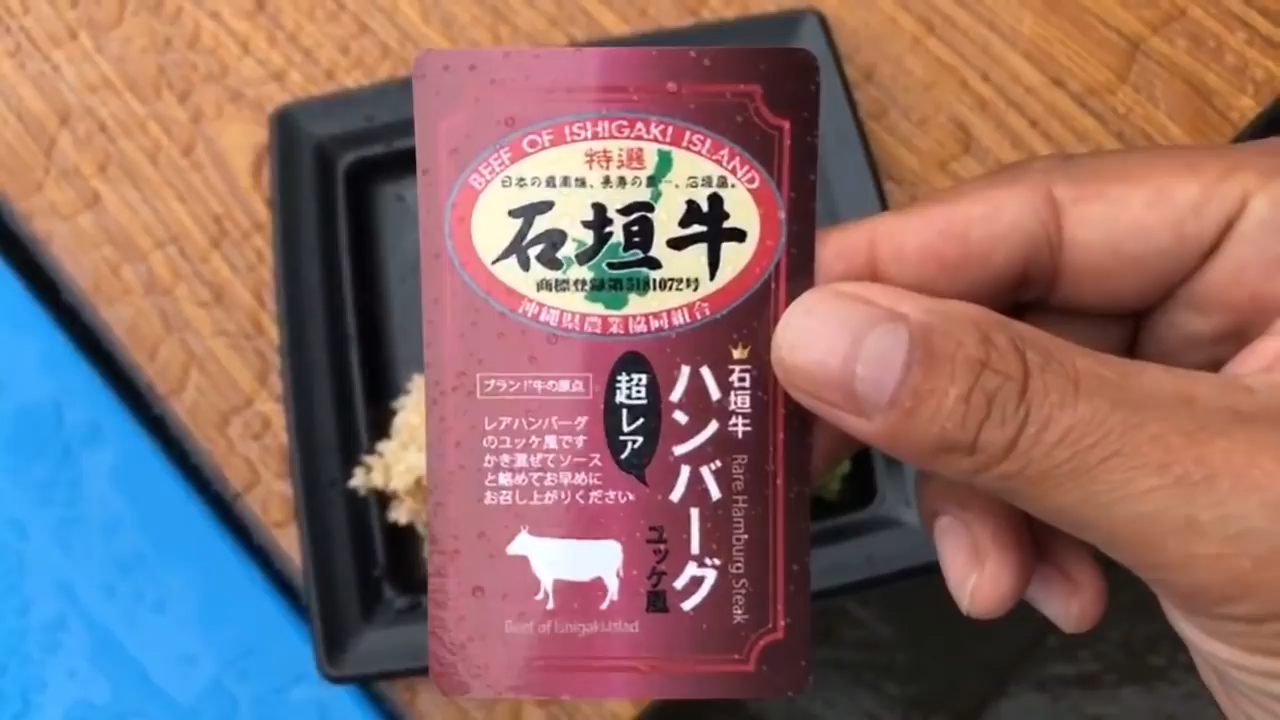 BEEF OF ISHIGAKI ISLAND
特選
日本の最南端、長寿の島…、石垣島。
石垣牛
商標登録第5181072号
沖縄県農業協同組合
石垣牛 Rare Hamburg Steak
ハンバーグ
超レア
ユッケ風
ブランド牛の原点
レアハンバーグ
のユッケ風です
かき混ぜてソース
と絡めてお早めに
お召し上がりください
Beef of Ishigaki Islad